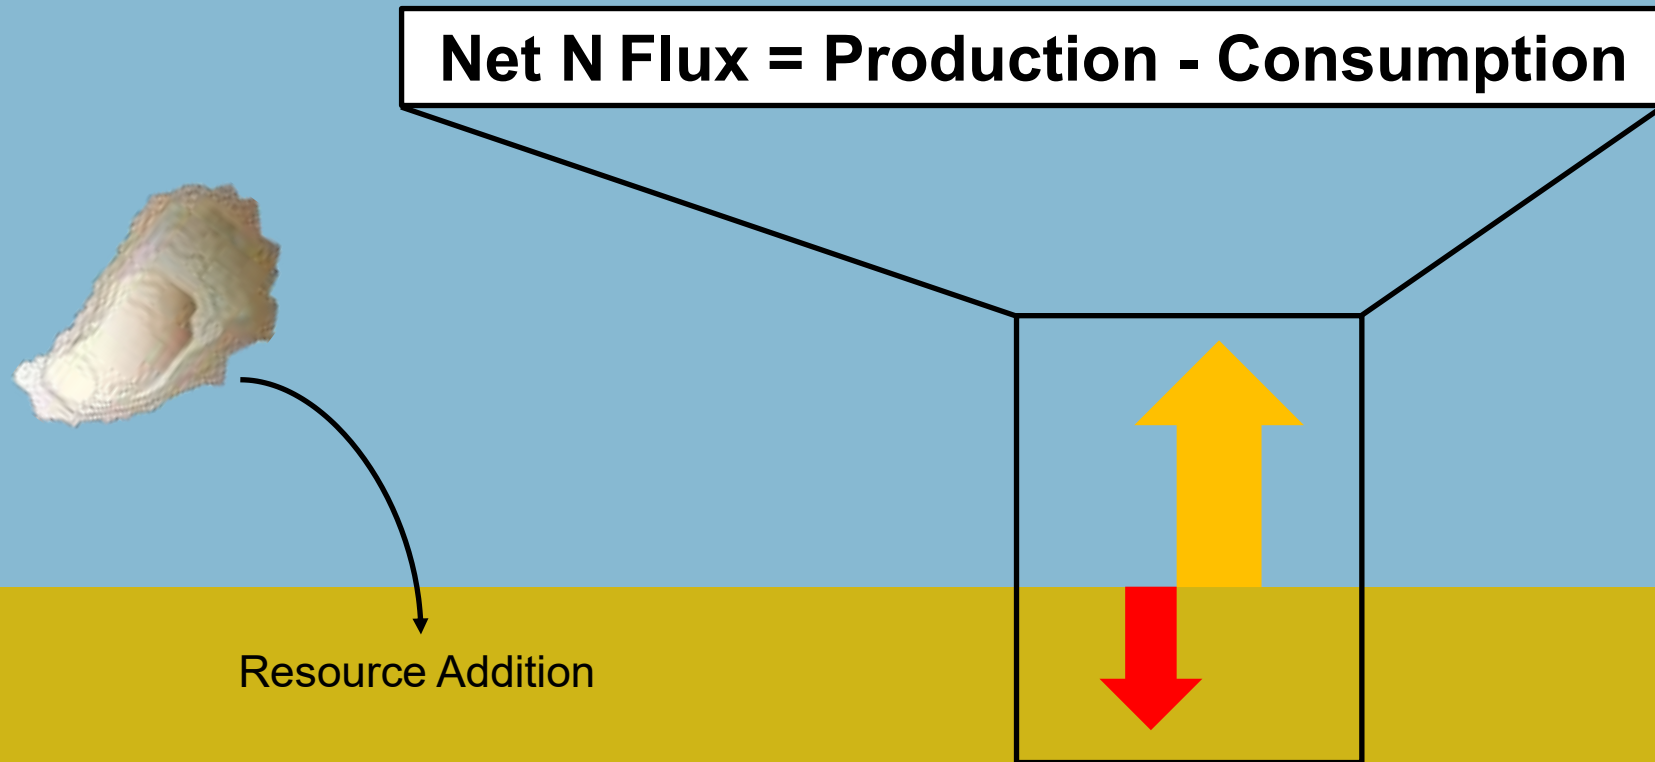 Net N Flux = Production - Consumption
Resource Addition